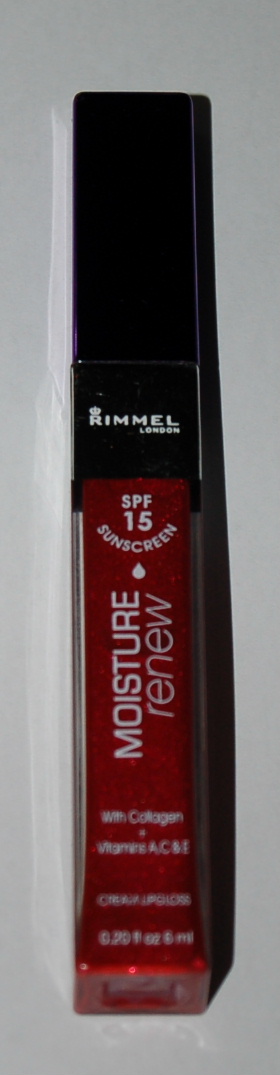 RIMMEL
LONDON
SPF
15
SUNSCREEN
MOISTURE
renew
With Collagen
+
Vitamins A,C & E
CREAMY LIPGLOSS
0.20 fl oz 6 ml